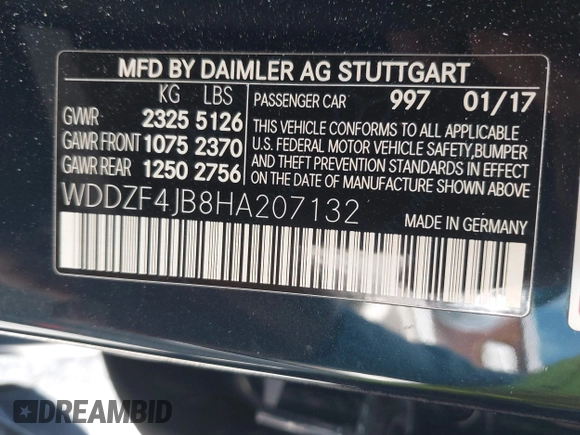 MFD BY DAIMLER AG STUTTGART
KG LBS PASSENGER CAR 997 01/17
GVWR 2325 5126
GAWR FRONT 1075 2370
GAWR REAR 1250 2756
THIS VEHICLE CONFORMS TO ALL APPLICABLE
U.S. FEDERAL MOTOR VEHICLE SAFETY, BUMPER
AND THEFT PREVENTION STANDARDS IN EFFECT
ON THE DATE OF MANUFACTURE SHOWN ABOVE.
WDDZF4JB8HA207132
MADE IN GERMANY
DREAMBID